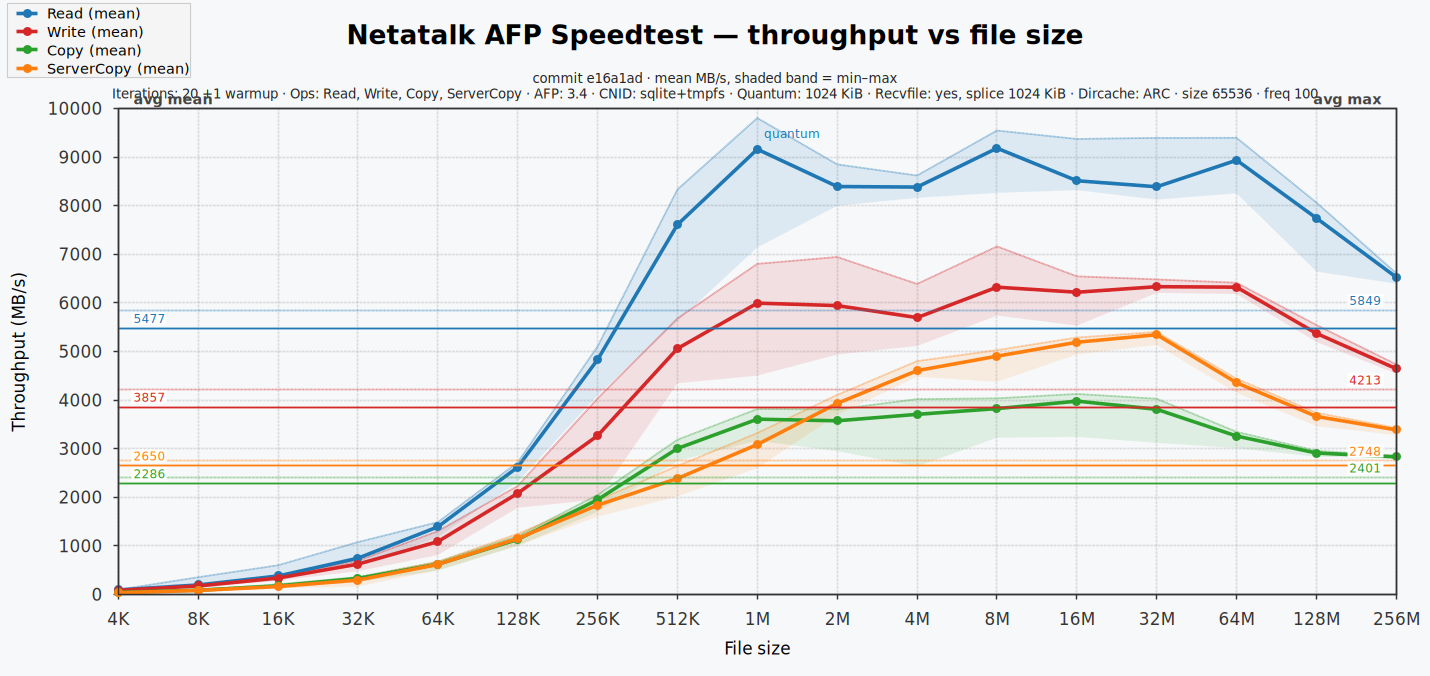 Read (mean)
Write (mean)
Copy (mean)
ServerCopy (mean)
Netatalk AFP Speedtest — throughput vs file size
commit e16a1ad · mean MB/s, shaded band = min–max
Iterations: 20 +1 warmup · Ops: Read, Write, Copy, ServerCopy · AFP: 3.4 · CNID: sqlite+tmpfs · Quantum: 1024 KiB · Recvfile: yes, splice 1024 KiB · Dircache: ARC · size 65536 · freq 100
avg mean
avg max
10000
9000
8000
7000
6000
5000
4000
3000
2000
1000
0
Throughput (MB/s)
quantum
5477
3857
2650
2286
5849
4213
2748
2401
4K 8K 16K 32K 64K 128K 256K 512K 1M 2M 4M 8M 16M 32M 64M 128M 256M
File size